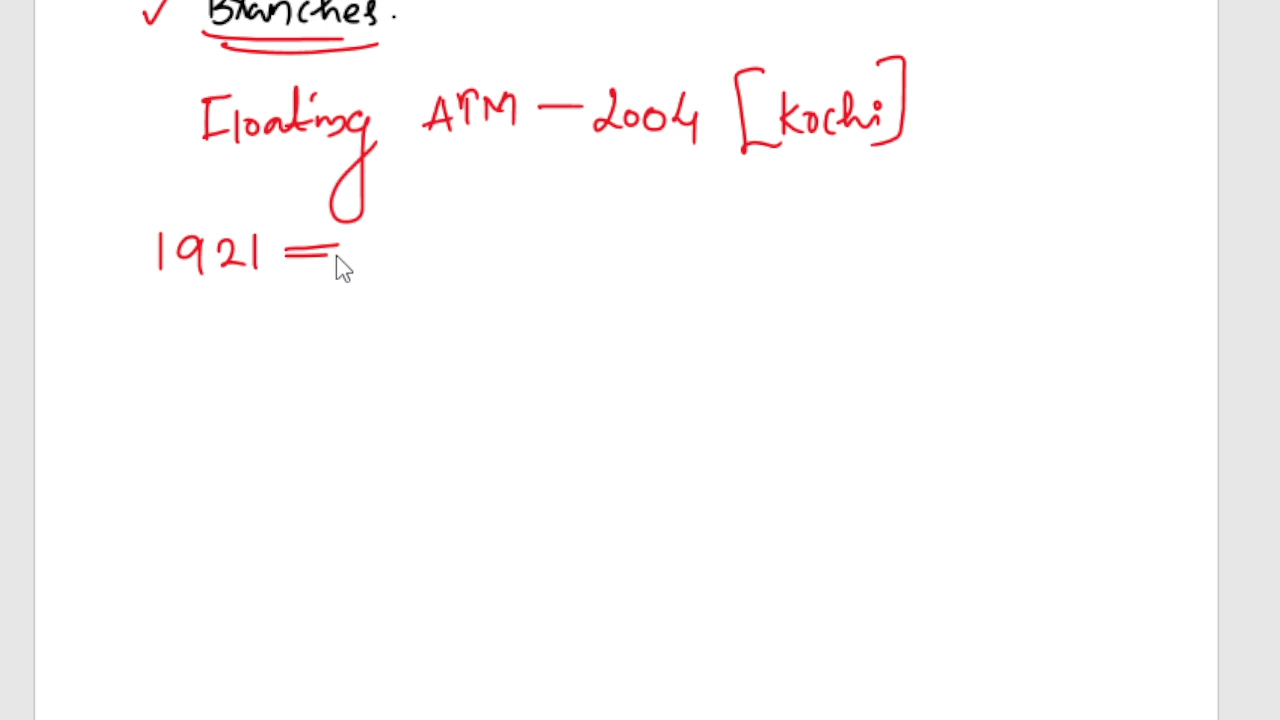 ✓ Branches.
Floating ATM - 2004 [Kochi]
1921 =